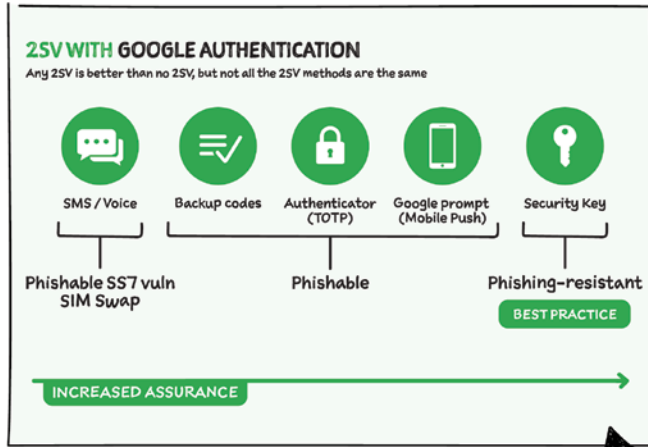 2SV WITH GOOGLE AUTHENTICATION
Any 2SV is better than no 2SV, but not all the 2SV methods are the same
SMS / Voice
Backup codes
Authenticator
(TOTP)
Google prompt
(Mobile Push)
Security Key
Phishable SS7 vuln
SIM Swap
Phishable
Phishing-resistant
BEST PRACTICE
INCREASED ASSURANCE